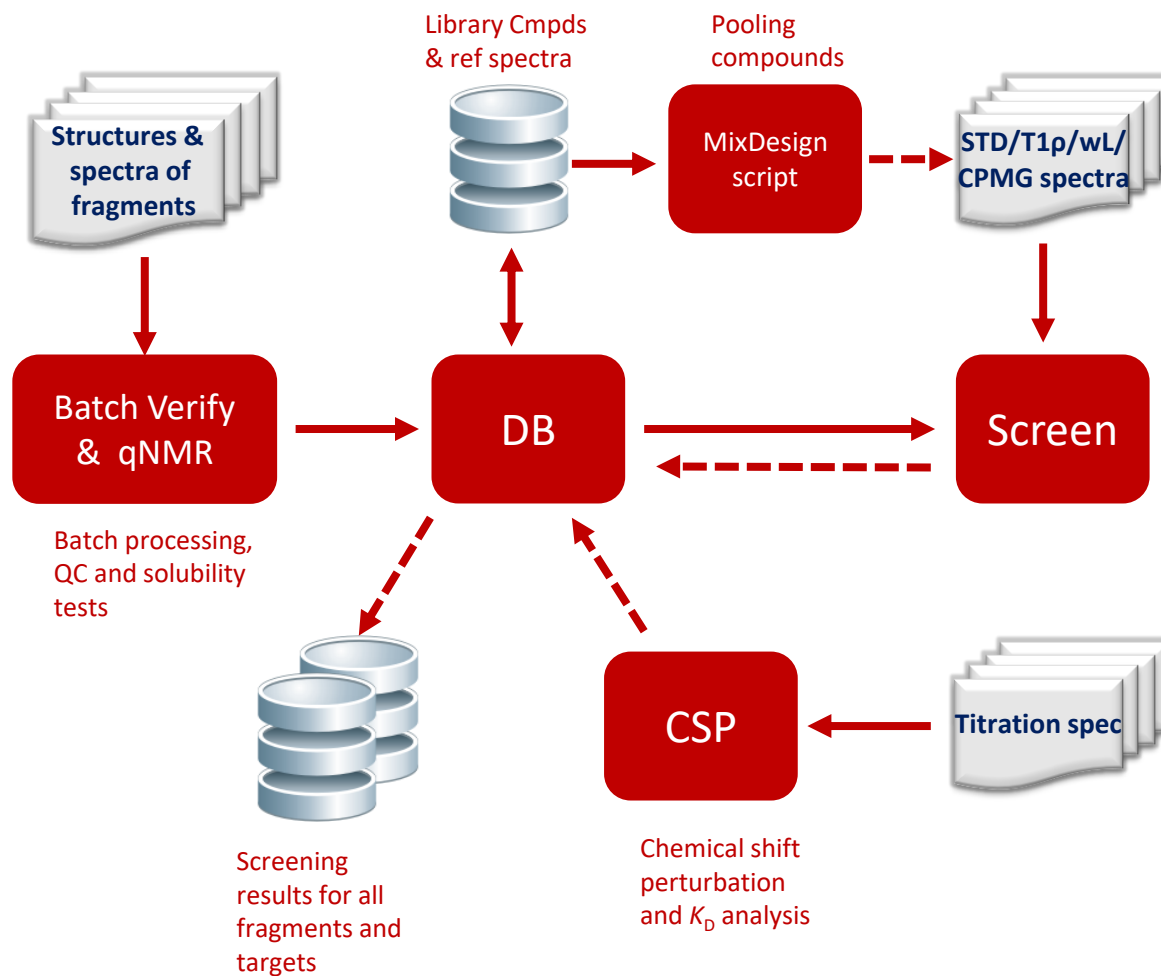 Library Cmpds
& ref spectra
Pooling
compounds
Structures &
spectra of
fragments
MixDesign
script
STD/T1ρ/wL/
CPMG spectra
Batch Verify
& qNMR
DB
Screen
Batch processing,
QC and solubility
tests
CSP
Titration spec
Screening
results for all
fragments and
targets
Chemical shift
perturbation
and KD analysis